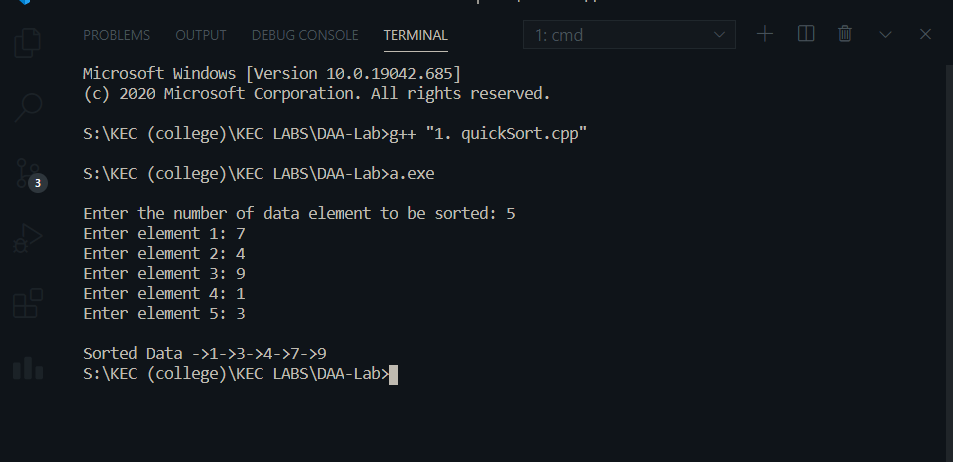 PROBLEMS OUTPUT DEBUG CONSOLE TERMINAL 1: cmd
Microsoft Windows [Version 10.0.19042.685]
(c) 2020 Microsoft Corporation. All rights reserved.
S:\KEC (college)\KEC LABS\DAA-Lab>g++ "1. quickSort.cpp"
S:\KEC (college)\KEC LABS\DAA-Lab>a.exe
3
Enter the number of data element to be sorted: 5
Enter element 1: 7
Enter element 2: 4
Enter element 3: 9
Enter element 4: 1
Enter element 5: 3
Sorted Data ->1->3->4->7->9
S:\KEC (college)\KEC LABS\DAA-Lab>